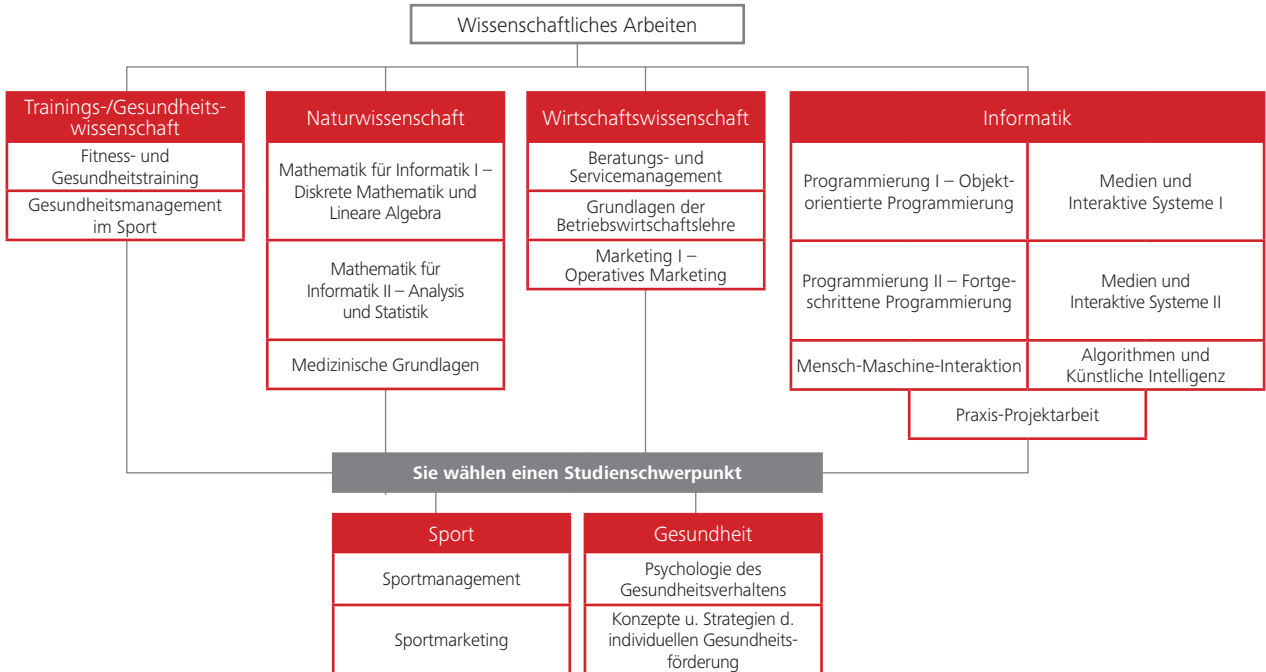 Wissenschaftliches Arbeiten
Trainings-/Gesundheits-
wissenschaft
Fitness- und
Gesundheitstraining
Gesundheitsmanagement
im Sport
Naturwissenschaft
Mathematik für Informatik I –
Diskrete Mathematik und
Lineare Algebra
Mathematik für
Informatik II – Analysis
und Statistik
Medizinische Grundlagen
Wirtschaftswissenschaft
Beratungs- und
Servicemanagement
Grundlagen der
Betriebswirtschaftslehre
Marketing I –
Operatives Marketing
Informatik
Programmierung I – Objekt-
orientierte Programmierung
Medien und
Interaktive Systeme I
Programmierung II – Fortge-
schrittene Programmierung
Medien und
Interaktive Systeme II
Mensch-Maschine-Interaktion
Algorithmen und
Künstliche Intelligenz
Praxis-Projektarbeit
Sie wählen einen Studienschwerpunkt
Sport
Sportmanagement
Sportmarketing
Gesundheit
Psychologie des
Gesundheitsverhaltens
Konzepte u. Strategien d.
individuellen Gesundheits-
förderung